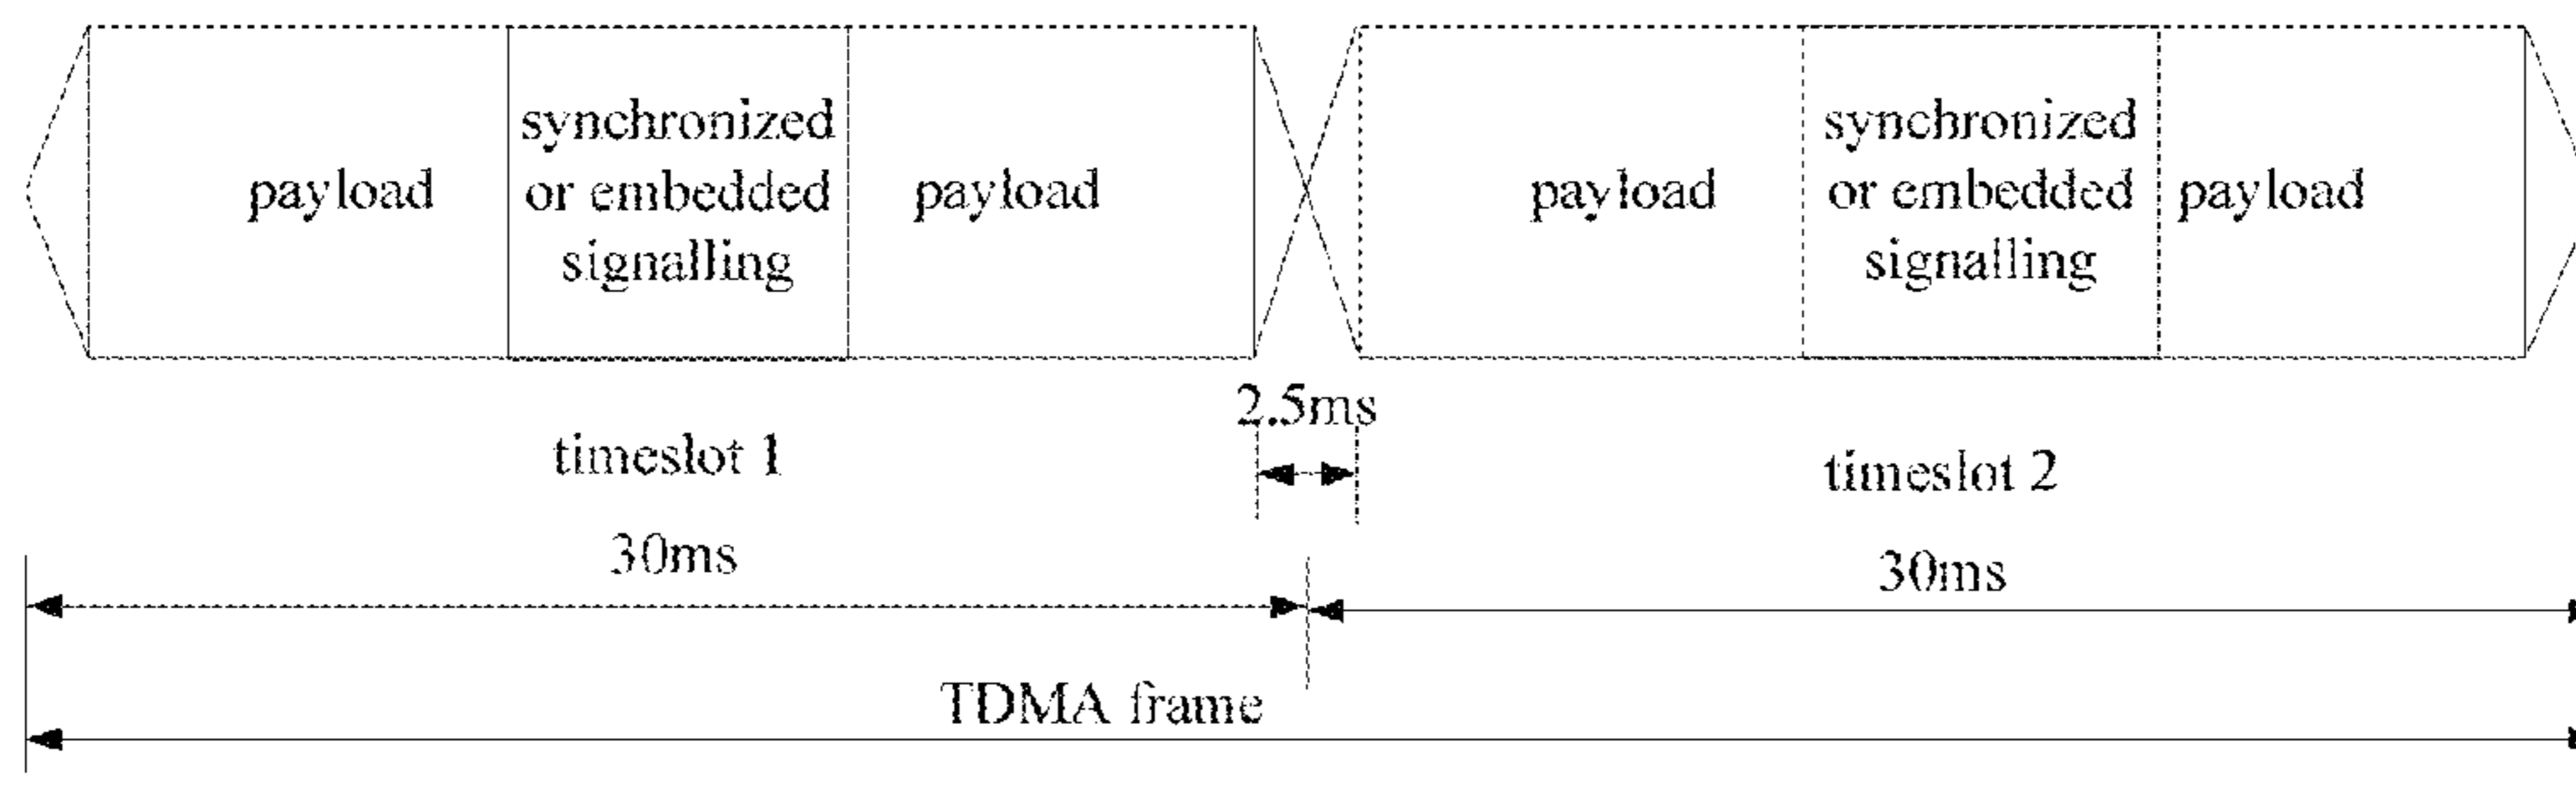 payload
synchronized
or embedded
signalling
payload
payload
synchronized
or embedded
signalling
payload
2.5ms
timeslot 1
timeslot 2
30ms
30ms
TDMA frame